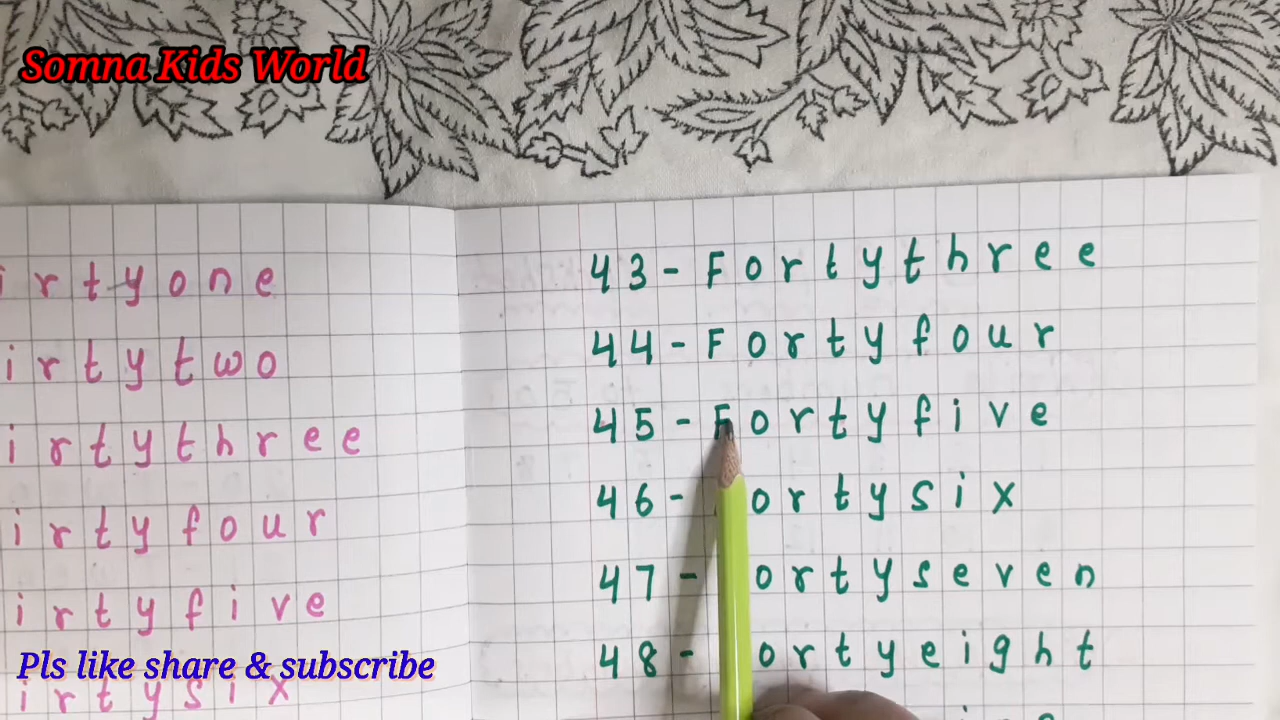 Somna Kids World
irtyone
irtytwo
irtythree
irtyfour
irtyfive
irtysix
43-Fortythree
44-Fortyfour
45-Fortyfive
46-ortysix
47-ortyseven
48-ortyeight
Pls like share & subscribe